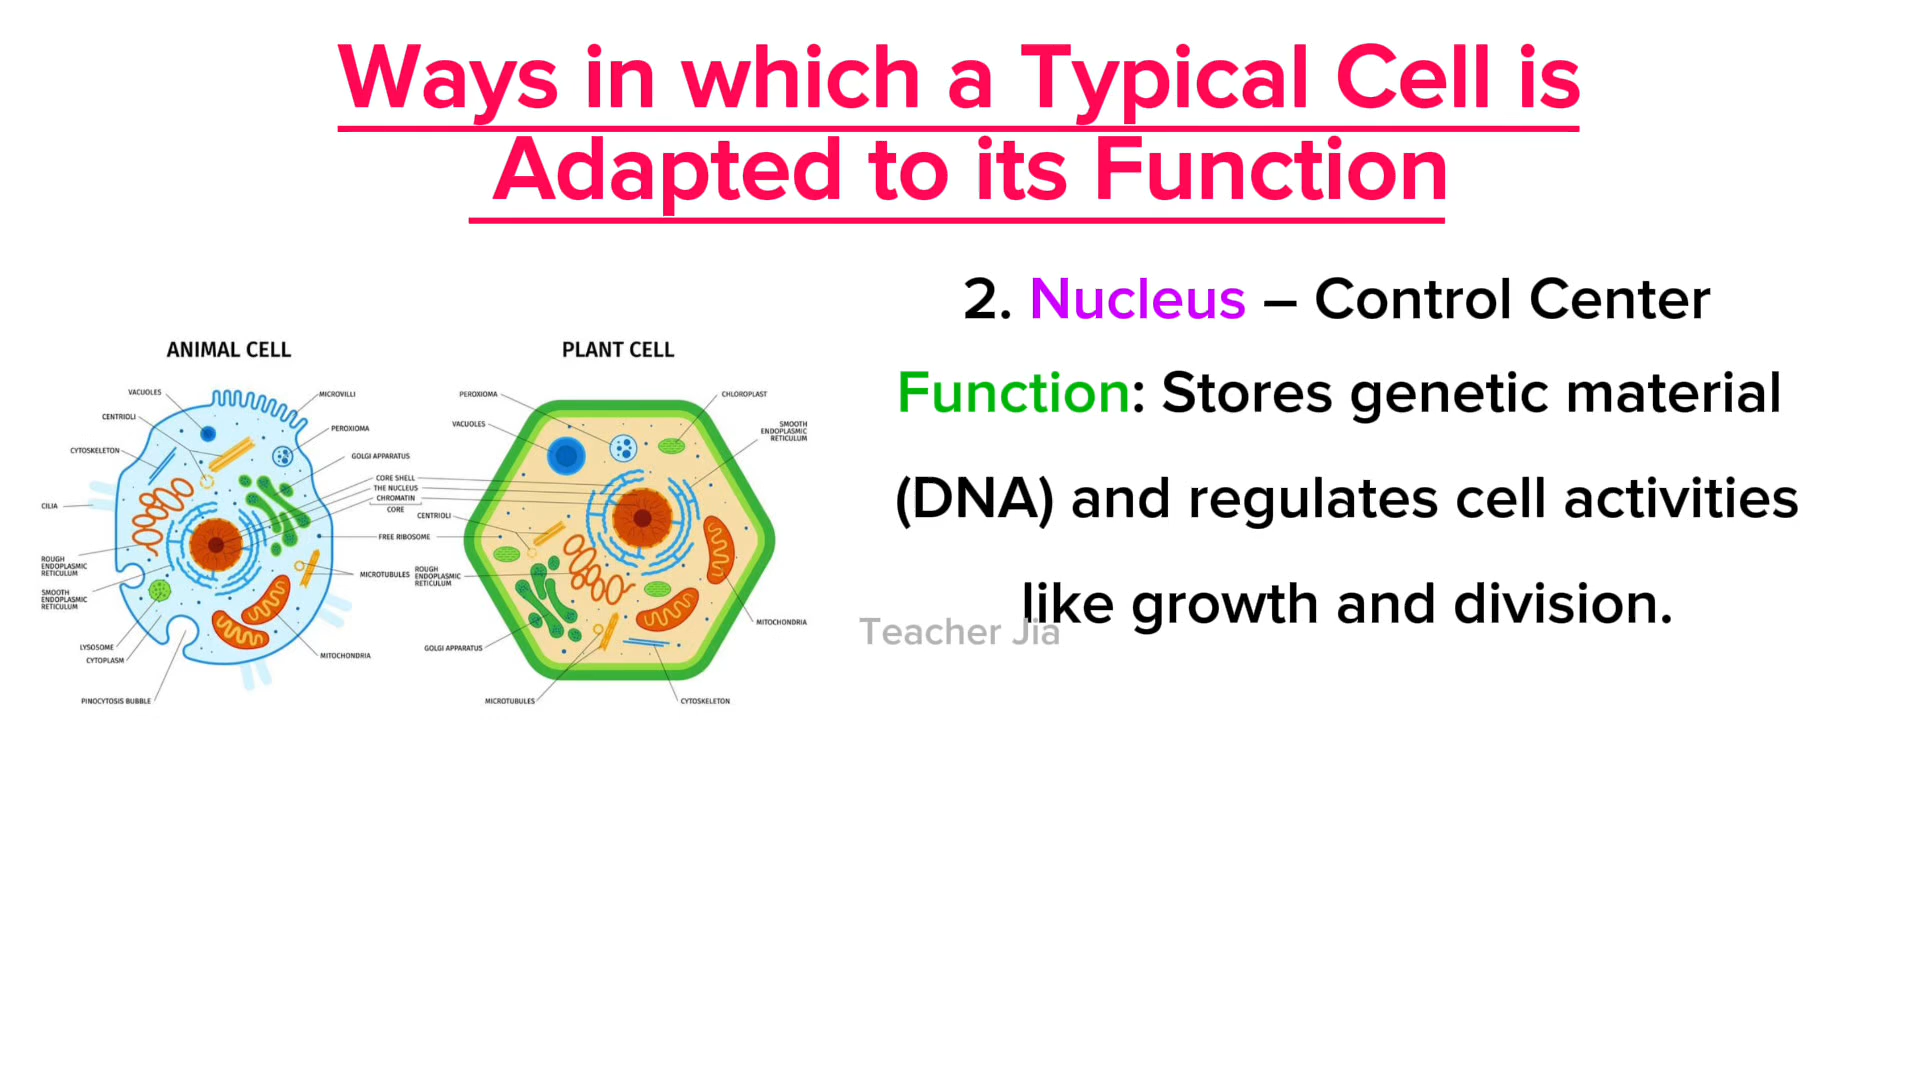 Ways in which a Typical Cell is
Adapted to its Function
2. Nucleus – Control Center
Function: Stores genetic material
(DNA) and regulates cell activities
like growth and division.
Teacher Jia
ANIMAL CELL
VACUOLES
CENTRIOLI
CYTOSKELETON
CILIA
ROUGH
ENDOPLASMIC
RETICULUM
SMOOTH
ENDOPLASMIC
RETICULUM
LYSOSOME
CYTOPLASM
PINOCYTOSIS BUBBLE
MICROVILLI
PEROXIOMA
GOLGI APPARATUS
CORE SHELL
THE NUCLEUS
CHROMATIN
CORE
FREE RIBOSOME
MICROTUBULES
MITOCHONDRIA
PLANT CELL
PEROXIOMA
VACUOLES
CENTRIOLI
ROUGH
ENDOPLASMIC
RETICULUM
GOLGI APPARATUS
MICROTUBULES
CHLOROPLAST
SMOOTH
ENDOPLASMIC
RETICULUM
MITOCHONDRIA
CYTOSKELETON